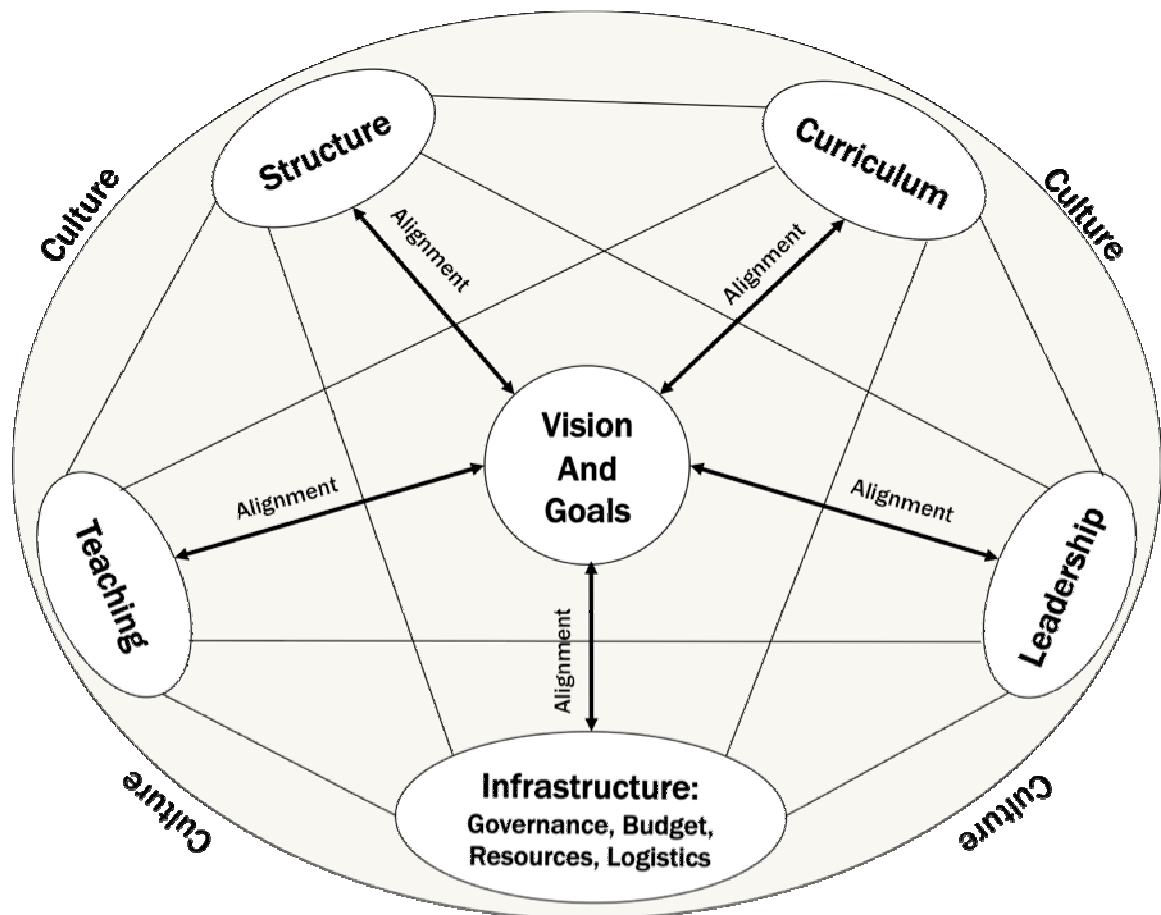 Structure
Curriculum
Culture
Culture
Alignment
Alignment
Vision
And
Goals
Alignment
Alignment
Teaching
Leadership
Alignment
Infrastructure:
Governance, Budget,
Resources, Logistics
Culture
Culture